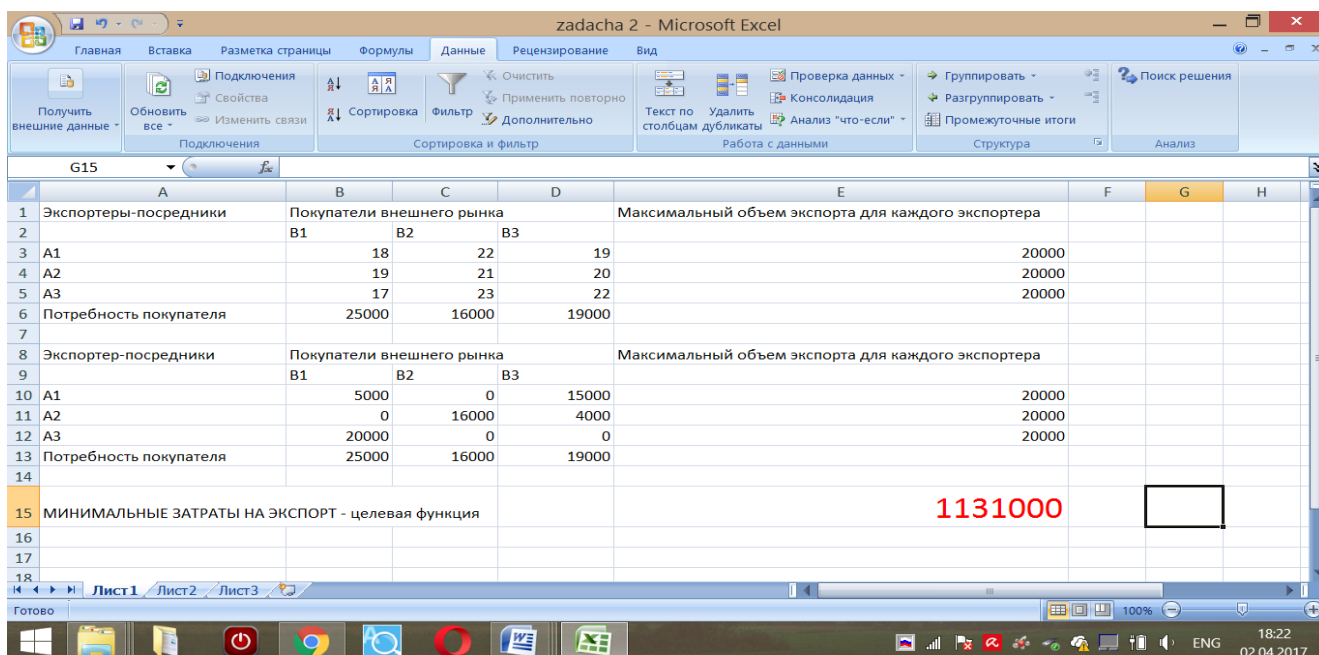 zadacha 2 - Microsoft Excel
Главная Вставка Разметка страницы Формулы Данные Рецензирование Вид
Получить внешние данные
Обновить все
Подключения
Свойства
Изменить связи
Подключения
Сортировка
Фильтр
Очистить
Применить повторно
Дополнительно
Сортировка и фильтр
Текст по столбцам
Удалить дубликаты
Проверка данных
Консолидация
Анализ "что-если"
Работа с данными
Группировать
Разгруппировать
Промежуточные итоги
Структура
Поиск решения
Анализ
G15 fx
A B C D E F G H
1 Экспортеры-посредники Покупатели внешнего рынка Максимальный объем экспорта для каждого экспортера
2 B1 B2 B3
3 A1 18 22 19 20000
4 A2 19 21 20 20000
5 A3 17 23 22 20000
6 Потребность покупателя 25000 16000 19000
7
8 Экспортер-посредники Покупатели внешнего рынка Максимальный объем экспорта для каждого экспортера
9 B1 B2 B3
10 A1 5000 0 15000 20000
11 A2 0 16000 4000 20000
12 A3 20000 0 0 20000
13 Потребность покупателя 25000 16000 19000
14
15 МИНИМАЛЬНЫЕ ЗАТРАТЫ НА ЭКСПОРТ - целевая функция 1131000
16
17
18
Лист1 Лист2 Лист3
Готово 100%
ENG 18:22
02.04.2017